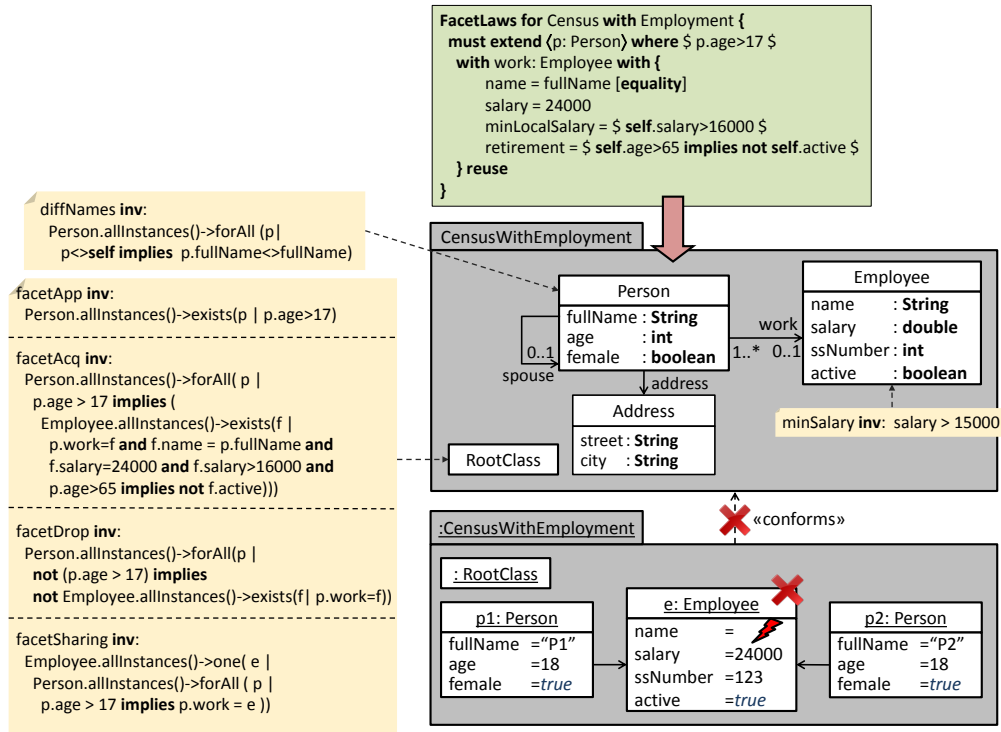 FacetLaws for Census with Employment {
must extend ⟨p: Person⟩ where $ p.age>17 $
with work: Employee with {
name = fullName [equality]
salary = 24000
minLocalSalary = $ self.salary>16000 $
retirement = $ self.age>65 implies not self.active $
} reuse
}
diffNames inv:
Person.allInstances()->forAll (p|
p<>self implies p.fullName<>fullName)
facetApp inv:
Person.allInstances()->exists(p | p.age>17)
facetAcq inv:
Person.allInstances()->forAll( p |
p.age > 17 implies (
Employee.allInstances()->exists(f |
p.work=f and f.name = p.fullName and
f.salary=24000 and f.salary>16000 and
p.age>65 implies not f.active)))
facetDrop inv:
Person.allInstances()->forAll(p |
not (p.age > 17) implies
not Employee.allInstances()->exists(f| p.work=f))
facetSharing inv:
Employee.allInstances()->one( e |
Person.allInstances()->forAll ( p |
p.age > 17 implies p.work = e ))
CensusWithEmployment
Person
fullName : String
age : int
female : boolean
0..1
spouse
work
1..* 0..1
address
Employee
name : String
salary : double
ssNumber : int
active : boolean
Address
street : String
city : String
RootClass
minSalary inv: salary > 15000
«conforms»
:CensusWithEmployment
: RootClass
p1: Person
fullName ="P1"
age =18
female =true
e: Employee
name =
salary =24000
ssNumber =123
active =true
p2: Person
fullName ="P2"
age =18
female =true